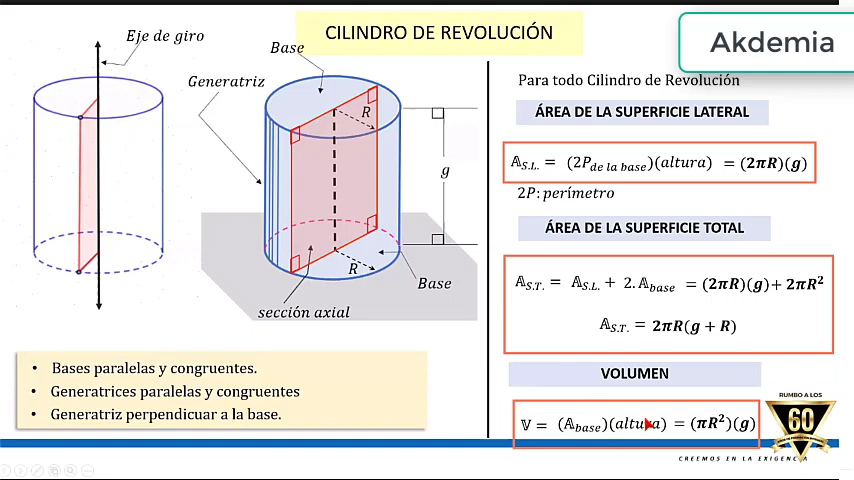 CILINDRO DE REVOLUCIÓN
Akdemia
Eje de giro
Base
Generatriz
R
g
R
Base
sección axial
Para todo Cilindro de Revolución
ÁREA DE LA SUPERFICIE LATERAL
𝔸S.L. = (2Pde la base)(altura) = (2πR)(g)
2P: perímetro
ÁREA DE LA SUPERFICIE TOTAL
𝔸S.T. = 𝔸S.L. + 2.𝔸base = (2πR)(g) + 2πR²
𝔸S.T. = 2πR(g + R)
VOLUMEN
𝕍 = (𝔸base)(altura) = (πR²)(g)
• Bases paralelas y congruentes.
• Generatrices paralelas y congruentes
• Generatriz perpendicuar a la base.
RUMBO A LOS
60
CREEMOS EN LA EXIGENCIA